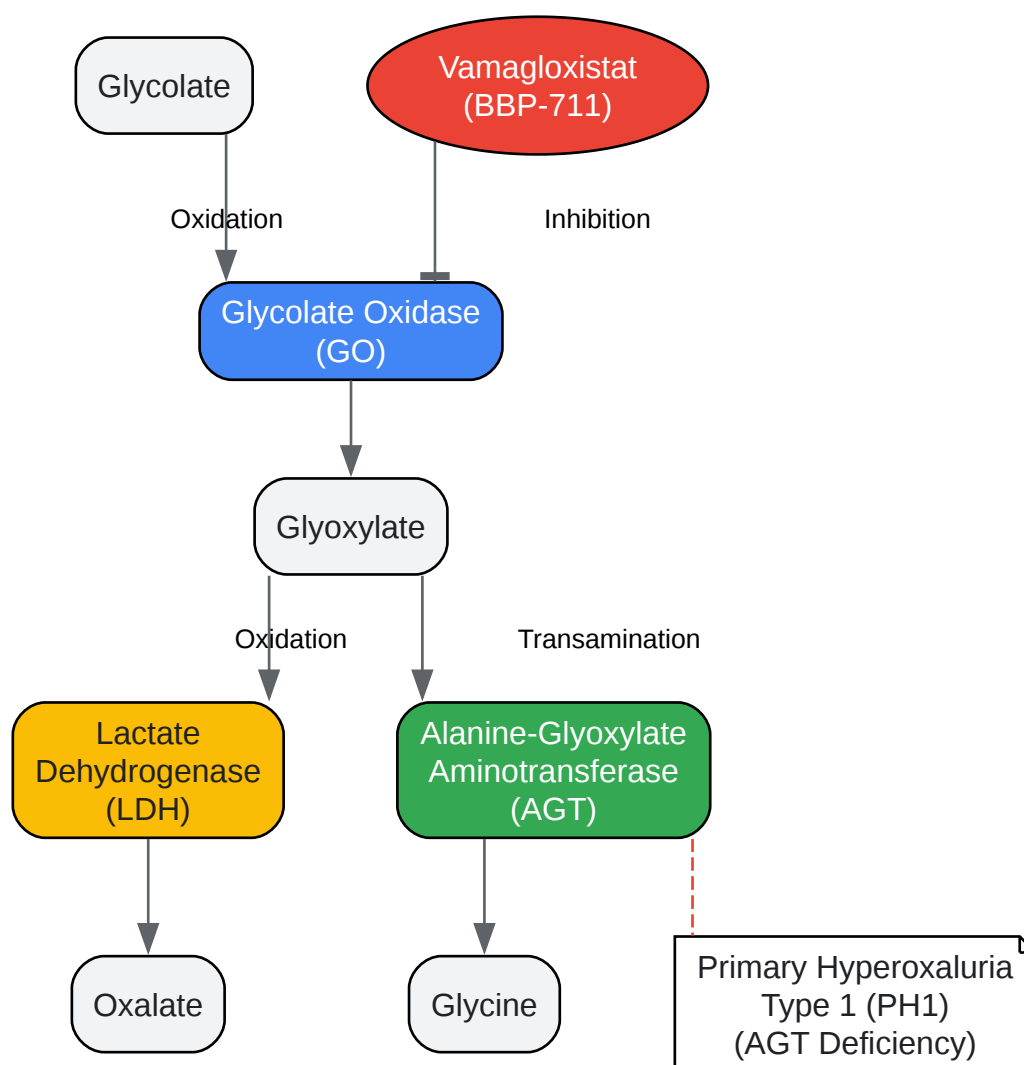 Glycolate
Vamagloxistat
(BBP-711)
Oxidation
Inhibition
Glycolate Oxidase
(GO)
Glyoxylate
Oxidation
Transamination
Lactate
Dehydrogenase
(LDH)
Alanine-Glyoxylate
Aminotransferase
(AGT)
Oxalate
Glycine
Primary Hyperoxaluria
Type 1 (PH1)
(AGT Deficiency)